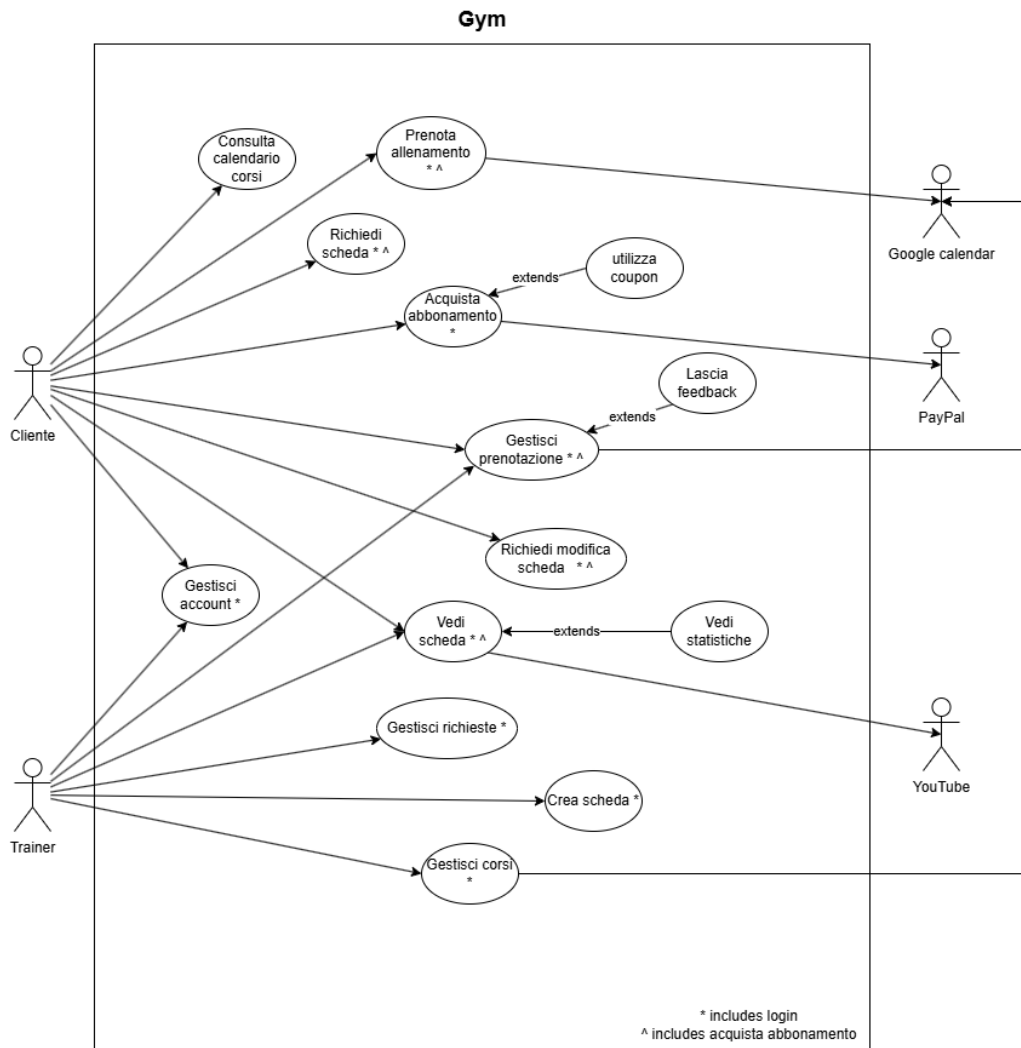 Gym
Consulta
calendario
corsi
Prenota
allenamento
* ^
Google calendar
Richiedi
scheda * ^
utilizza
coupon
extends
Acquista
abbonamento
*
PayPal
Cliente
Lascia
feedback
extends
Gestisci
prenotazione * ^
Richiedi modifica
scheda * ^
Gestisci
account *
Vedi
scheda * ^
extends
Vedi
statistiche
Gestisci richieste *
YouTube
Crea scheda *
Trainer
Gestisci corsi
*
* includes login
^ includes acquista abbonamento